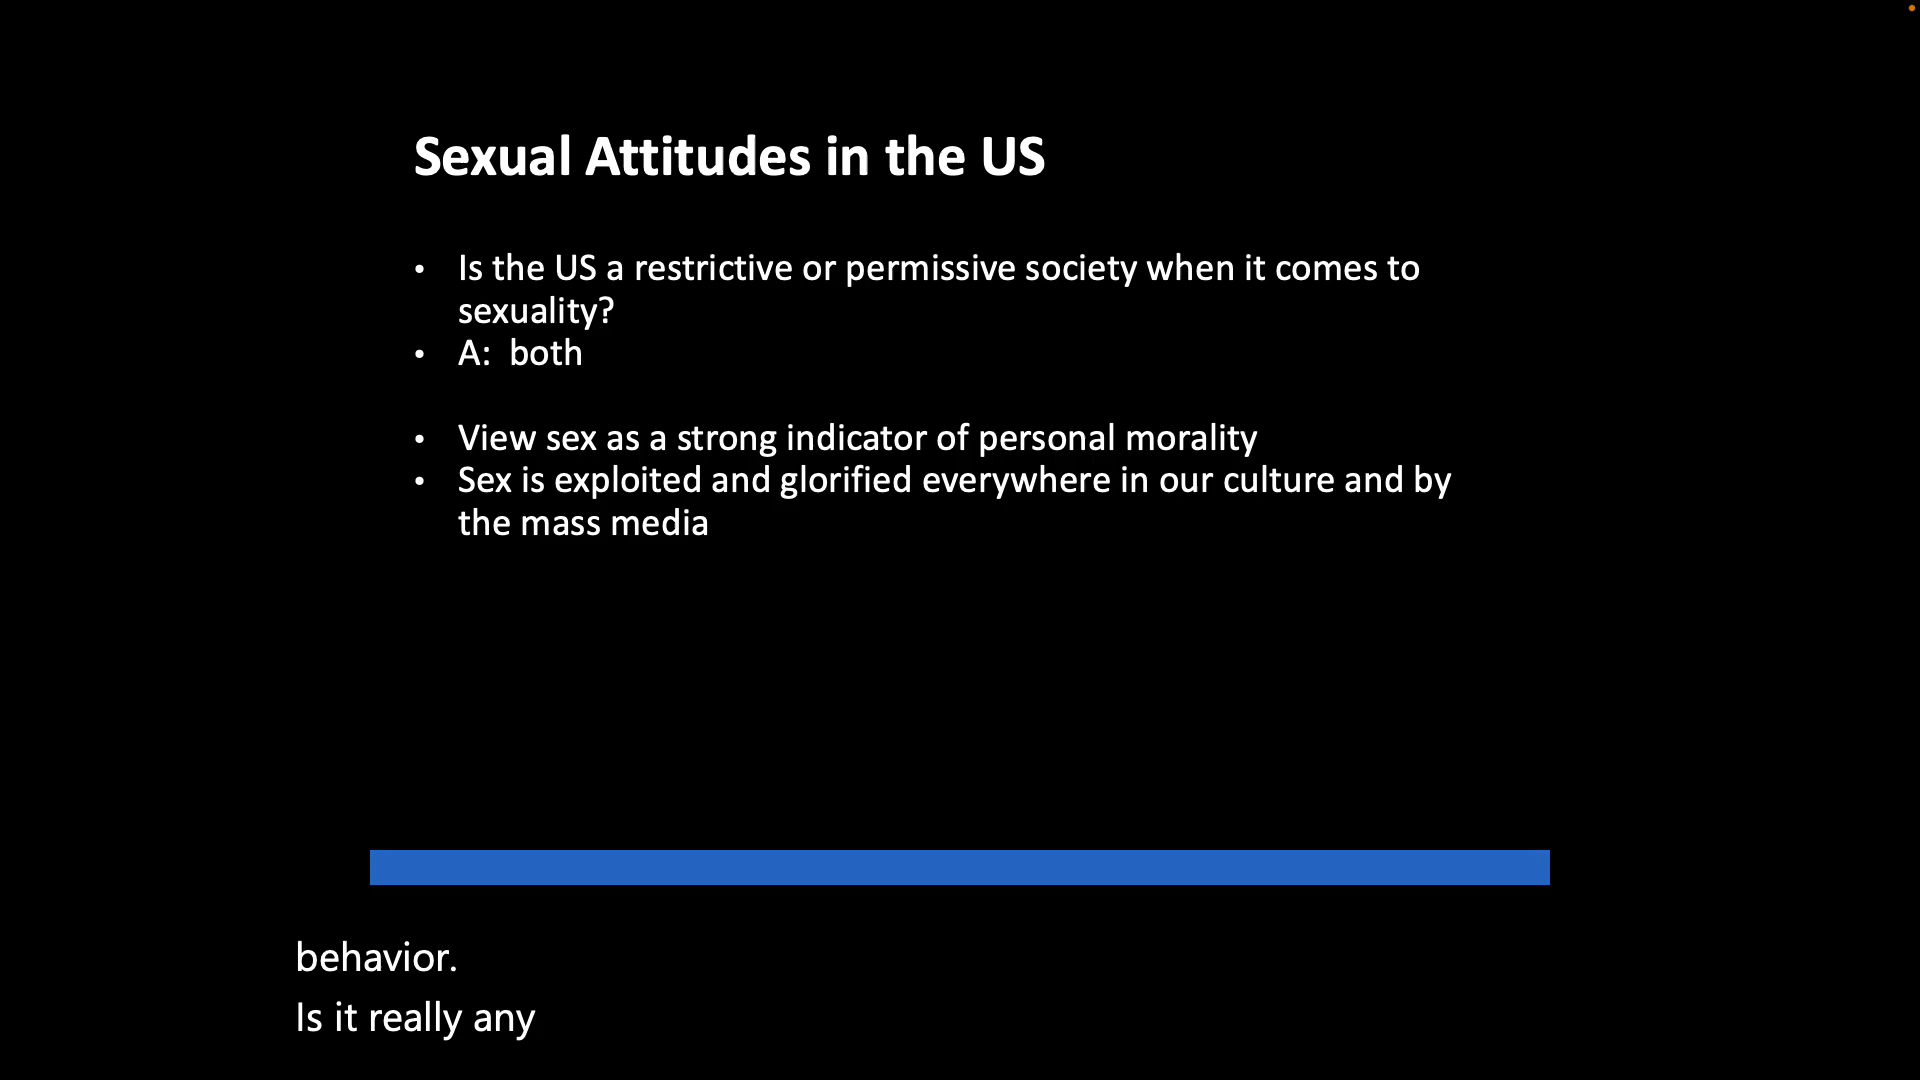 Sexual Attitudes in the US
• Is the US a restrictive or permissive society when it comes to
sexuality?
• A:  both
• View sex as a strong indicator of personal morality
• Sex is exploited and glorified everywhere in our culture and by
the mass media
behavior.
Is it really any